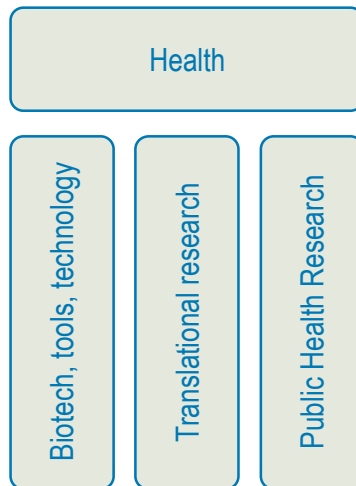 Health
Biotech, tools, technology
Translational research
Public Health Research